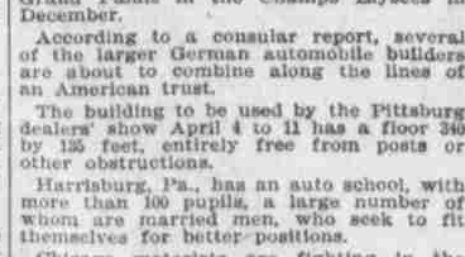 December.
According to a consular report, several
of the larger German automobile builders
are about to combine along the lines of
an American trust.
The building to be used by the Pittsburg
dealers' show April 4 to 11 has a floor 340
by 135 feet, entirely free from posts or
other obstructions.
Harrisburg, Pa., has an auto school, with
more than 100 pupils, a large number of
whom are married men, who seek to fit
themselves for better positions.